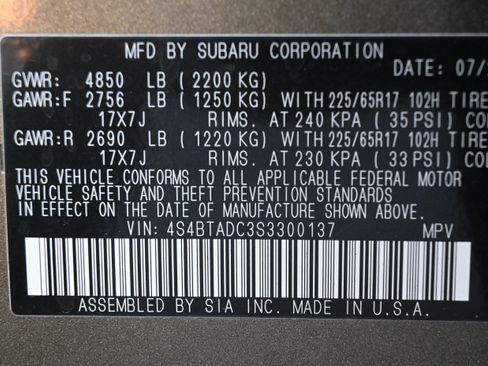 MFD BY SUBARU CORPORATION
DATE: 07/
GVWR: 4850 LB (2200 KG)
GAWR:F 2756 LB (1250 KG) WITH 225/65R17 102H TIRE
17X7J RIMS. AT 240 KPA (35 PSI) COL
GAWR:R 2690 LB (1220 KG) WITH 225/65R17 102H TIRE
17X7J RIMS. AT 230 KPA (33 PSI) COL
THIS VEHICLE CONFORMS TO ALL APPLICABLE FEDERAL MOTOR
VEHICLE SAFETY AND THEFT PREVENTION STANDARDS
IN EFFECT ON THE DATE OF MANUFACTURE SHOWN ABOVE.
VIN: 4S4BTADC3S3300137 MPV
ASSEMBLED BY SIA INC. MADE IN U.S.A.